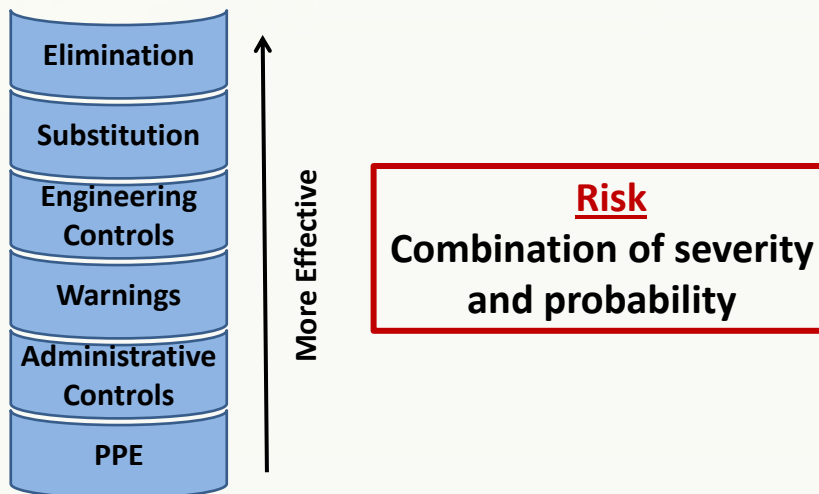 Elimination
Substitution
Engineering
Controls
Warnings
Administrative
Controls
PPE
More Effective
Risk
Combination of severity
and probability